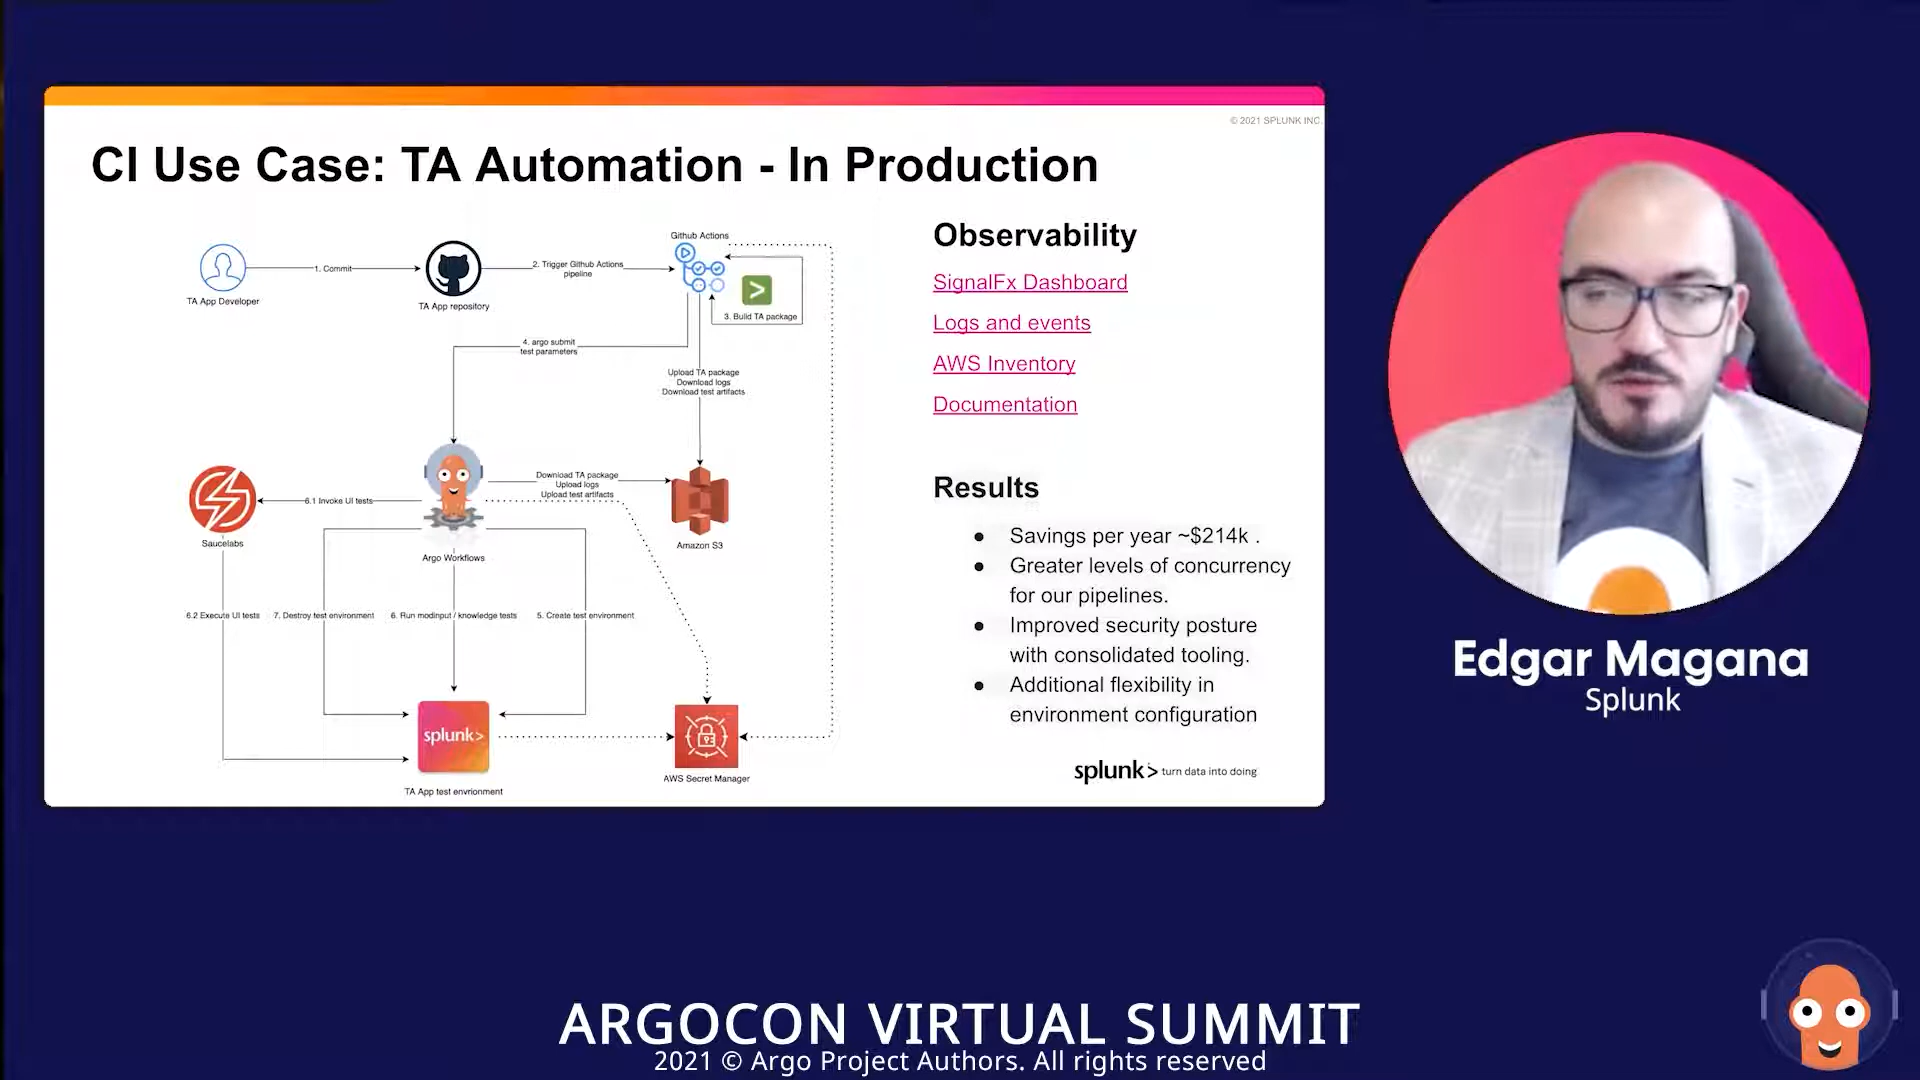 © 2021 SPLUNK INC.
CI Use Case: TA Automation - In Production
Github Actions
1. Commit
2. Trigger Github Actions
pipeline
TA App Developer
TA App repository
3. Build TA package
4. argo submit
test parameters
Upload TA package
Download logs
Download test artifacts
Download TA package
Upload logs
Upload test artifacts
6.1 Invoke UI tests
Saucelabs
Argo Workflows
Amazon S3
6.2 Execute UI tests
7. Destroy test environment
6. Run modinput / knowledge tests
5. Create test environment
splunk>
TA App test envrionment
AWS Secret Manager
Observability
SignalFx Dashboard
Logs and events
AWS Inventory
Documentation
Results
● Savings per year ~$214k .
● Greater levels of concurrency
for our pipelines.
● Improved security posture
with consolidated tooling.
● Additional flexibility in
environment configuration
splunk> turn data into doing
Edgar Magana
Splunk
ARGOCON VIRTUAL SUMMIT
2021 © Argo Project Authors. All rights reserved